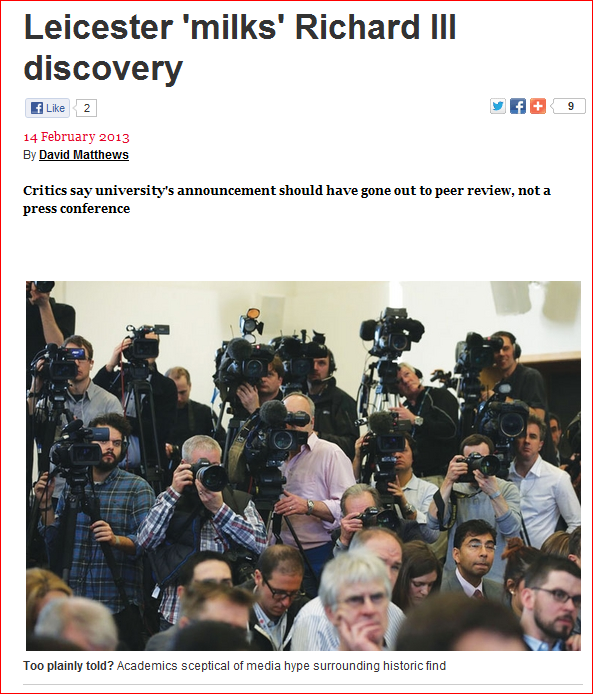 Leicester 'milks' Richard III
discovery
Like 2
9
14 February 2013
By David Matthews
Critics say university's announcement should have gone out to peer review, not a
press conference
Too plainly told? Academics sceptical of media hype surrounding historic find